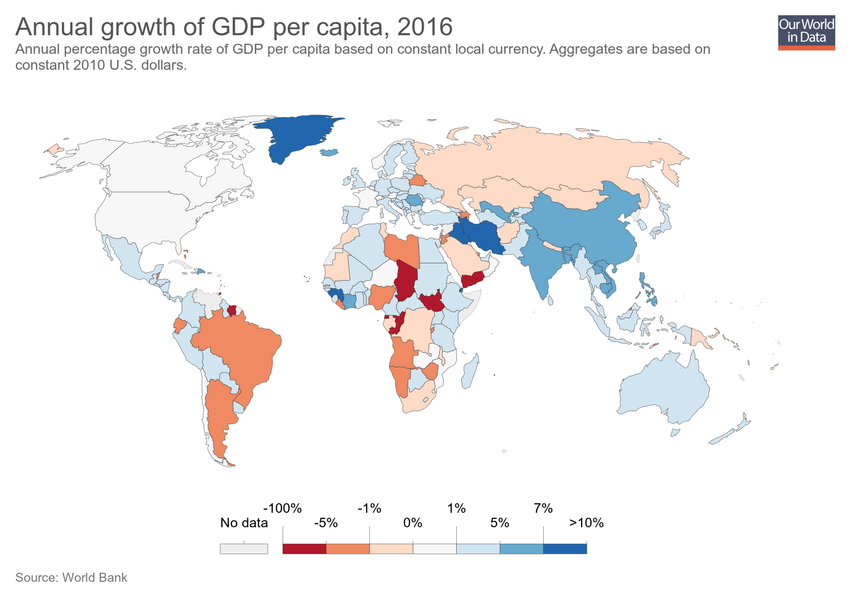 Annual growth of GDP per capita, 2016
Our World
in Data
Annual percentage growth rate of GDP per capita based on constant local currency. Aggregates are based on
constant 2010 U.S. dollars.
-100% -1% 1% 7%
No data -5% 0% 5% >10%
Source: World Bank